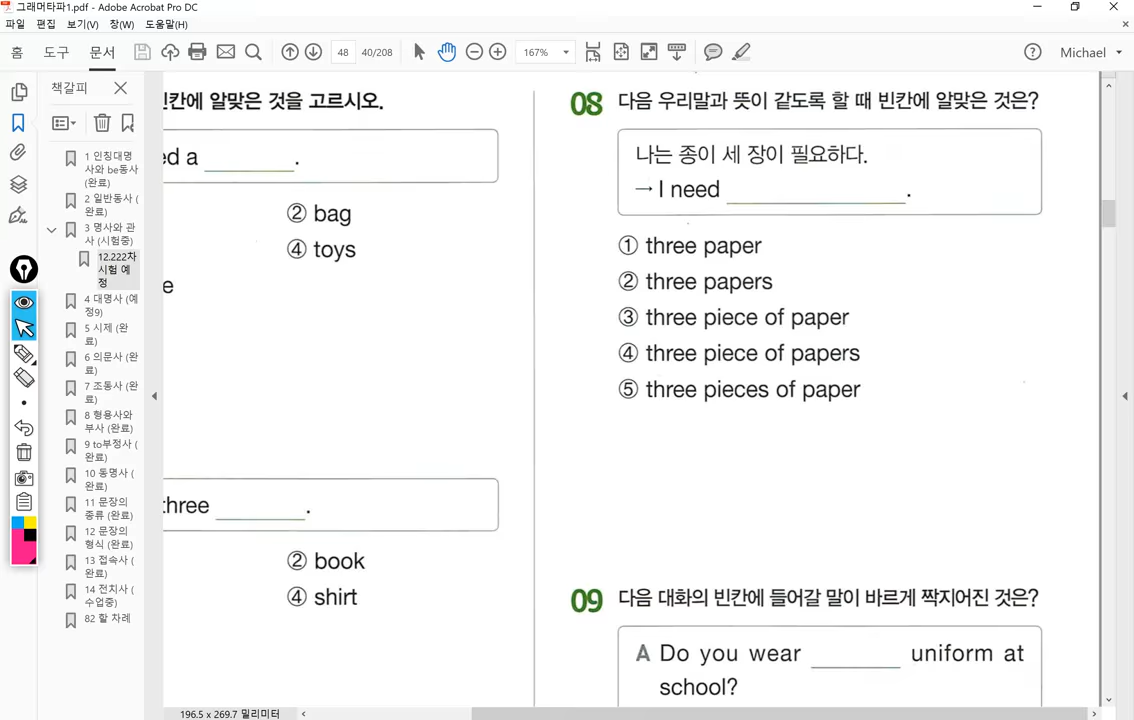 그래머타파1.pdf - Adobe Acrobat Pro DC
파일 편집 보기(V) 창(W) 도움말(H)
홈 도구 문서
48 40/208
167%
Michael
책갈피
1 인칭대명
사와 be동사
(완료)
2 일반동사 (
완료)
3 명사와 관
사 (시험중)
12.222차
시험 예
정
4 대명사 (예
정9)
5 시제 (완
료)
6 의문사 (완
료)
7 조동사 (완
료)
8 형용사와
부사 (완료)
9 to부정사 (
완료)
10 동명사 (
완료)
11 문장의
종류 (완료)
12 문장의
형식 (완료)
13 접속사 (
완료)
14 전치사 (
수업중)
82 할 차례
빈칸에 알맞은 것을 고르시오.
ed a ________ .
② bag
④ toys
e
three ________ .
② book
④ shirt
08 다음 우리말과 뜻이 같도록 할 때 빈칸에 알맞은 것은?
나는 종이 세 장이 필요하다.
→ I need ________________ .
① three paper
② three papers
③ three piece of paper
④ three piece of papers
⑤ three pieces of paper
09 다음 대화의 빈칸에 들어갈 말이 바르게 짝지어진 것은?
A Do you wear ________ uniform at
school?
196.5 x 269.7 밀리미터